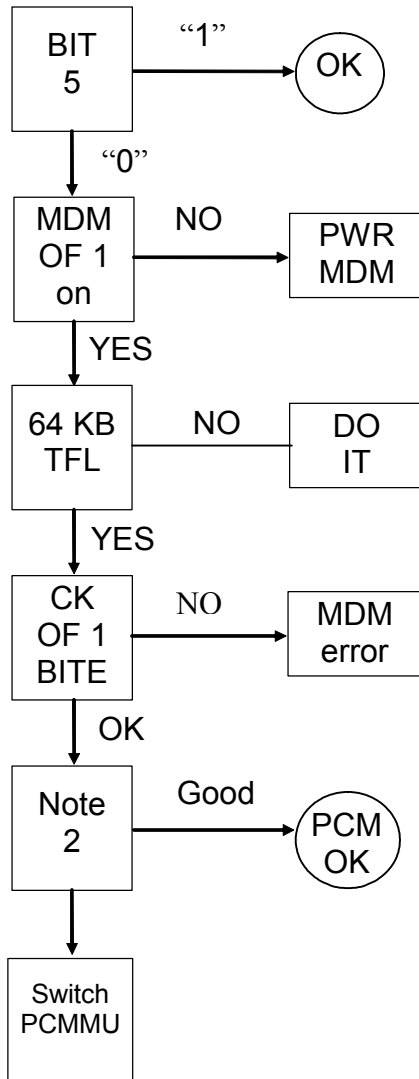 BIT
5
“1”
OK
“0”
MDM
OF 1
on
NO
PWR
MDM
YES
64 KB
TFL
NO
DO
IT
YES
CK
OF 1
BITE
NO
MDM
error
OK
Note
2
Good
PCM
OK
Switch
PCMMU